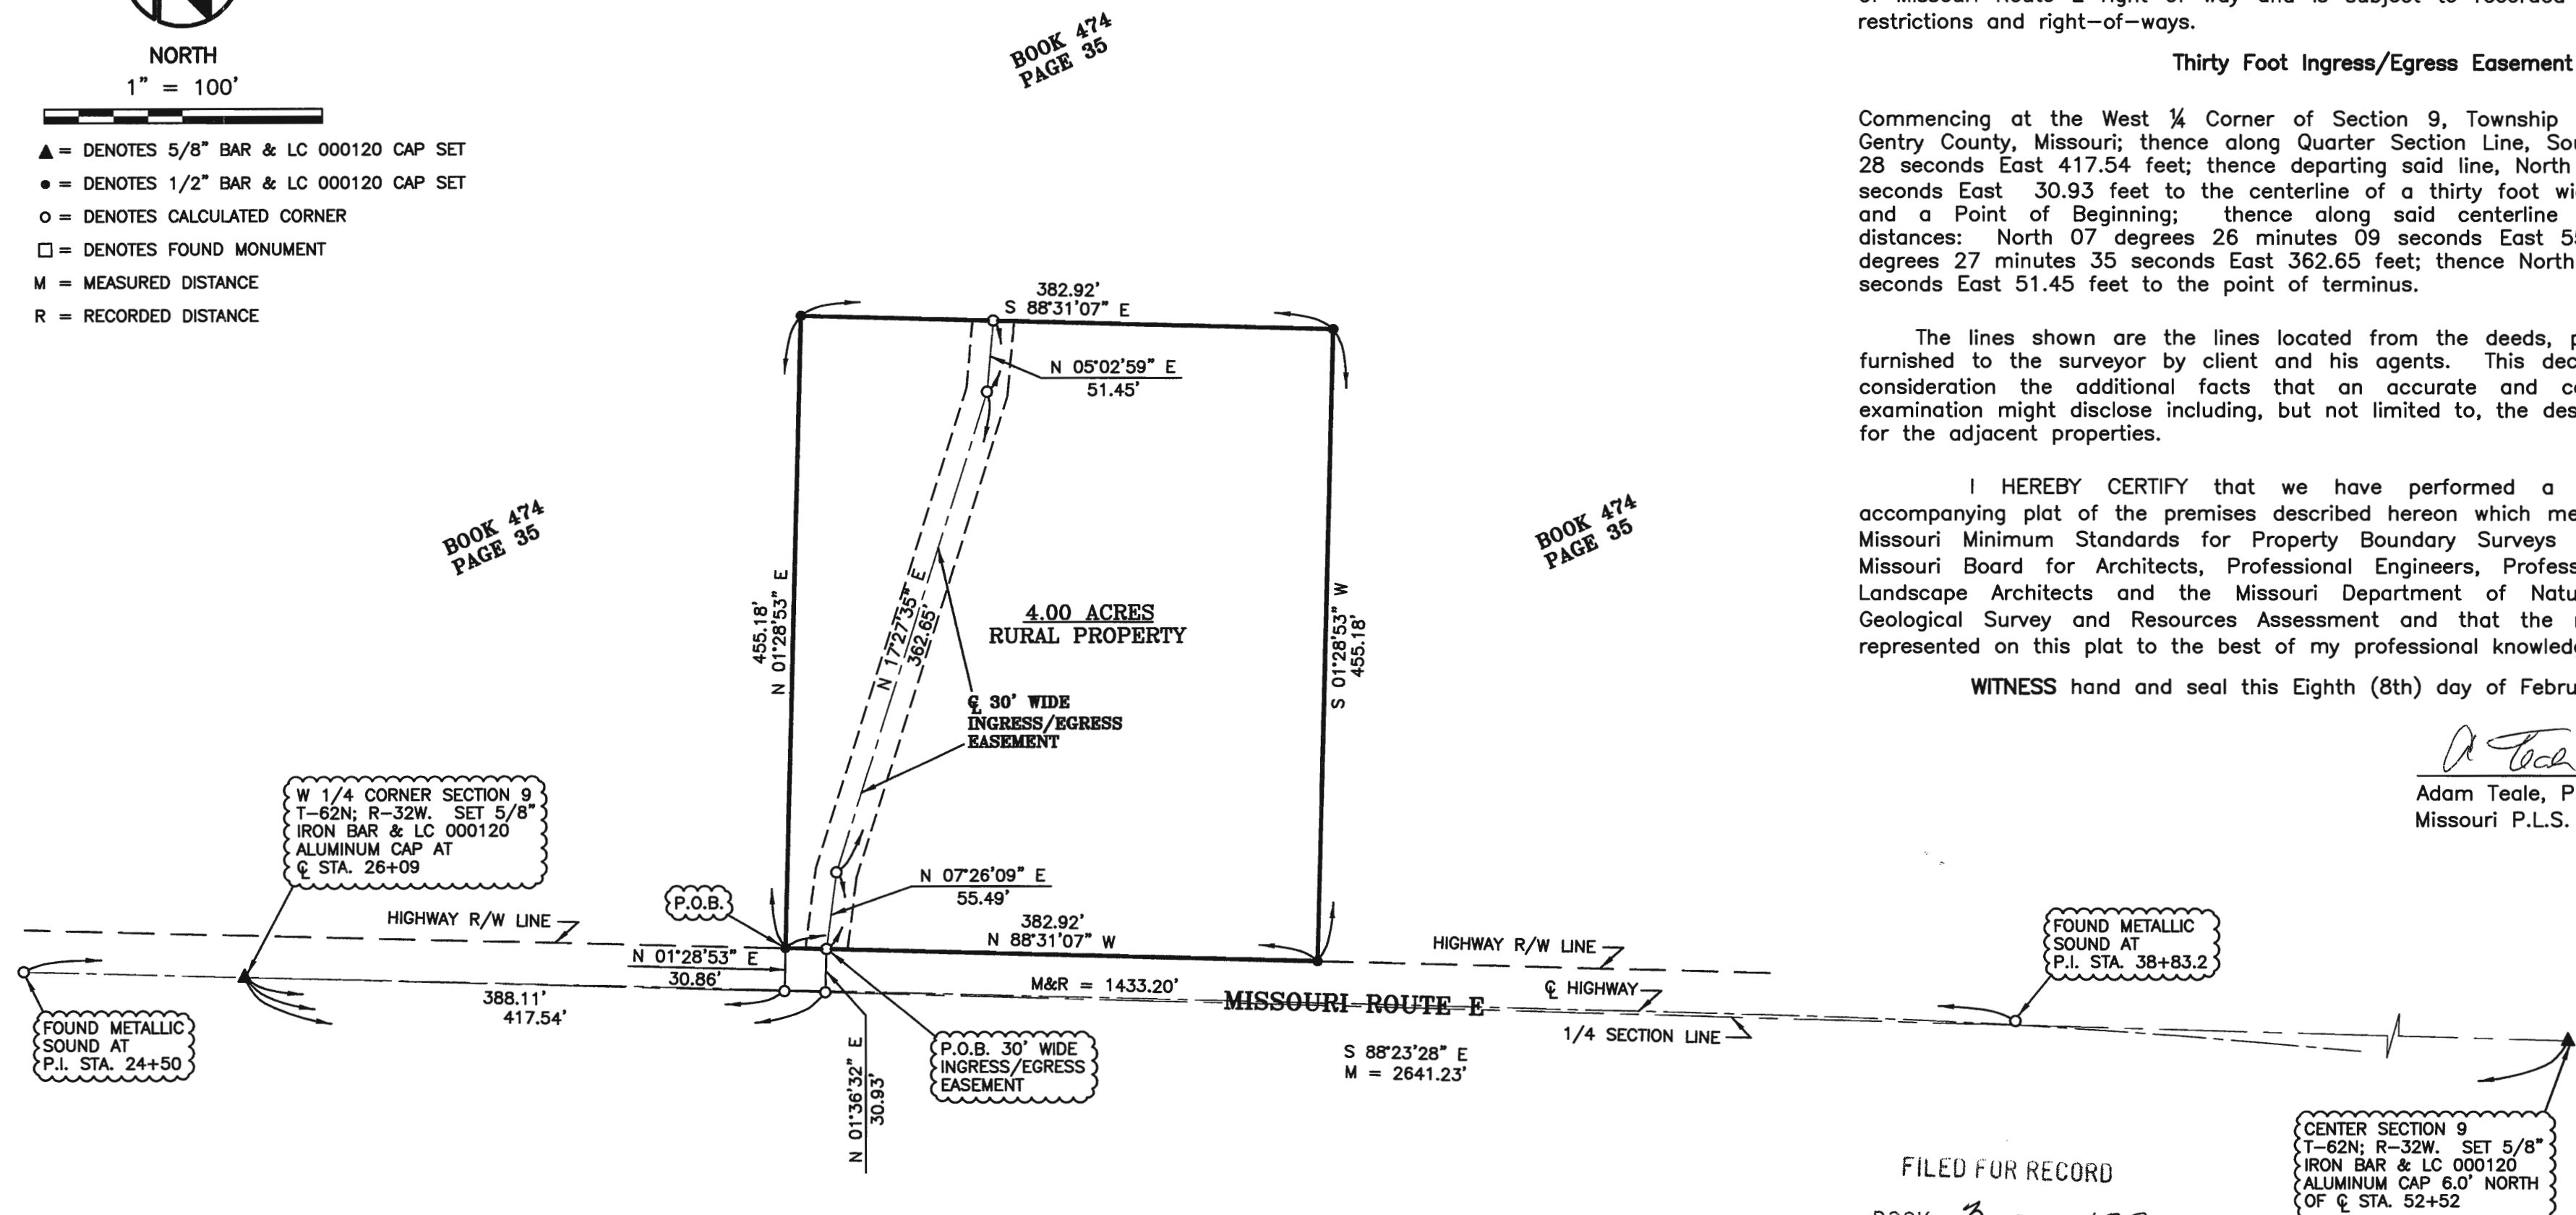 NORTH
1" = 100'
▲ = DENOTES 5/8" BAR & LC 000120 CAP SET
● = DENOTES 1/2" BAR & LC 000120 CAP SET
o = DENOTES CALCULATED CORNER
□ = DENOTES FOUND MONUMENT
M = MEASURED DISTANCE
R = RECORDED DISTANCE
BOOK 474
PAGE 35
BOOK 474
PAGE 35
BOOK 474
PAGE 35
382.92'
S 88°31'07" E
N 05°02'59" E
51.45'
455.18'
N 01°28'53" E
N 17°27'35" E
362.65'
4.00 ACRES
RURAL PROPERTY
℄ 30' WIDE
INGRESS/EGRESS
EASEMENT
S 01°28'53" W
455.18'
W 1/4 CORNER SECTION 9
T-62N; R-32W. SET 5/8"
IRON BAR & LC 000120
ALUMINUM CAP AT
℄ STA. 26+09
P.O.B.
HIGHWAY R/W LINE
N 07°26'09" E
55.49'
382.92'
N 88°31'07" W
HIGHWAY R/W LINE
N 01°28'53" E
30.86'
388.11'
417.54'
M&R = 1433.20'
MISSOURI ROUTE E
℄ HIGHWAY
1/4 SECTION LINE
FOUND METALLIC
SOUND AT
P.I. STA. 24+50
FOUND METALLIC
SOUND AT
P.I. STA. 38+83.2
N 01°36'32" E
30.93'
P.O.B. 30' WIDE
INGRESS/EGRESS
EASEMENT
S 88°23'28" E
M = 2641.23'
CENTER SECTION 9
T-62N; R-32W. SET 5/8"
IRON BAR & LC 000120
ALUMINUM CAP 6.0' NORTH
OF ℄ STA. 52+52
restrictions and right-of-ways.
Thirty Foot Ingress/Egress Easement
Commencing at the West ¼ Corner of Section 9, Township
Gentry County, Missouri; thence along Quarter Section Line,
28 seconds East 417.54 feet; thence departing said line, North
seconds East 30.93 feet to the centerline of a thirty foot
and a Point of Beginning; thence along said centerline
distances: North 07 degrees 26 minutes 09 seconds East
degrees 27 minutes 35 seconds East 362.65 feet; thence North
seconds East 51.45 feet to the point of terminus.
The lines shown are the lines located from the deeds,
furnished to the surveyor by client and his agents. This
consideration the additional facts that an accurate and
examination might disclose including, but not limited to, the
for the adjacent properties.
I HEREBY CERTIFY that we have performed a
accompanying plat of the premises described hereon which
Missouri Minimum Standards for Property Boundary Surveys
Missouri Board for Architects, Professional Engineers,
Landscape Architects and the Missouri Department of
Geological Survey and Resources Assessment and that the
represented on this plat to the best of my professional
WITNESS hand and seal this Eighth (8th) day of
Adam Teale,
Missouri P.L.S.
FILED FOR RECORD